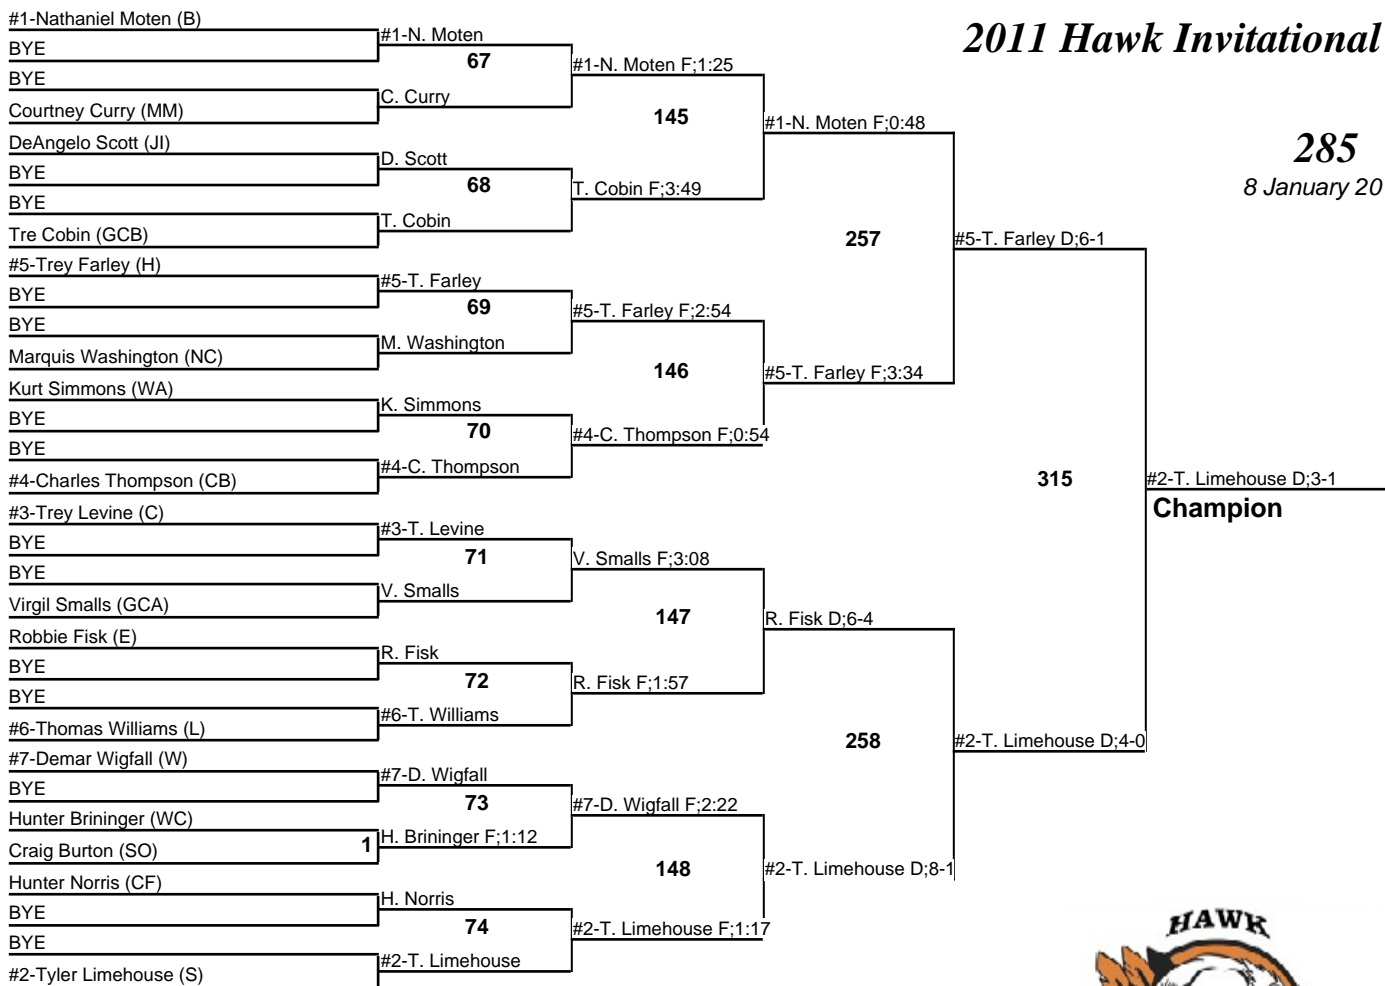 2011 Hawk Invitational
285
8 January 20
#1-Nathaniel Moten (B)
BYE
BYE
Courtney Curry (MM)
DeAngelo Scott (JI)
BYE
BYE
Tre Cobin (GCB)
#5-Trey Farley (H)
BYE
BYE
Marquis Washington (NC)
Kurt Simmons (WA)
BYE
BYE
#4-Charles Thompson (CB)
#3-Trey Levine (C)
BYE
BYE
Virgil Smalls (GCA)
Robbie Fisk (E)
BYE
BYE
#6-Thomas Williams (L)
#7-Demar Wigfall (W)
BYE
Hunter Brininger (WC)
Craig Burton (SO)
1
Hunter Norris (CF)
BYE
BYE
#2-Tyler Limehouse (S)
#1-N. Moten
67
C. Curry
D. Scott
68
T. Cobin
#5-T. Farley
69
M. Washington
K. Simmons
70
#4-C. Thompson
#3-T. Levine
71
V. Smalls
R. Fisk
72
#6-T. Williams
#7-D. Wigfall
73
H. Brininger F;1:12
H. Norris
74
#2-T. Limehouse
#1-N. Moten F;1:25
145
T. Cobin F;3:49
#5-T. Farley F;2:54
146
#4-C. Thompson F;0:54
V. Smalls F;3:08
147
R. Fisk F;1:57
#7-D. Wigfall F;2:22
148
#2-T. Limehouse F;1:17
#1-N. Moten F;0:48
257
#5-T. Farley F;3:34
R. Fisk D;6-4
258
#2-T. Limehouse D;8-1
#5-T. Farley D;6-1
315
#2-T. Limehouse D;4-0
#2-T. Limehouse D;3-1
Champion
HAWK